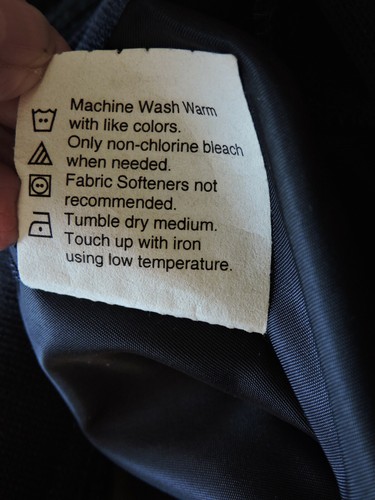 Machine Wash Warm
with like colors.
Only non-chlorine bleach
when needed.
Fabric Softeners not
recommended.
Tumble dry medium.
Touch up with iron
using low temperature.